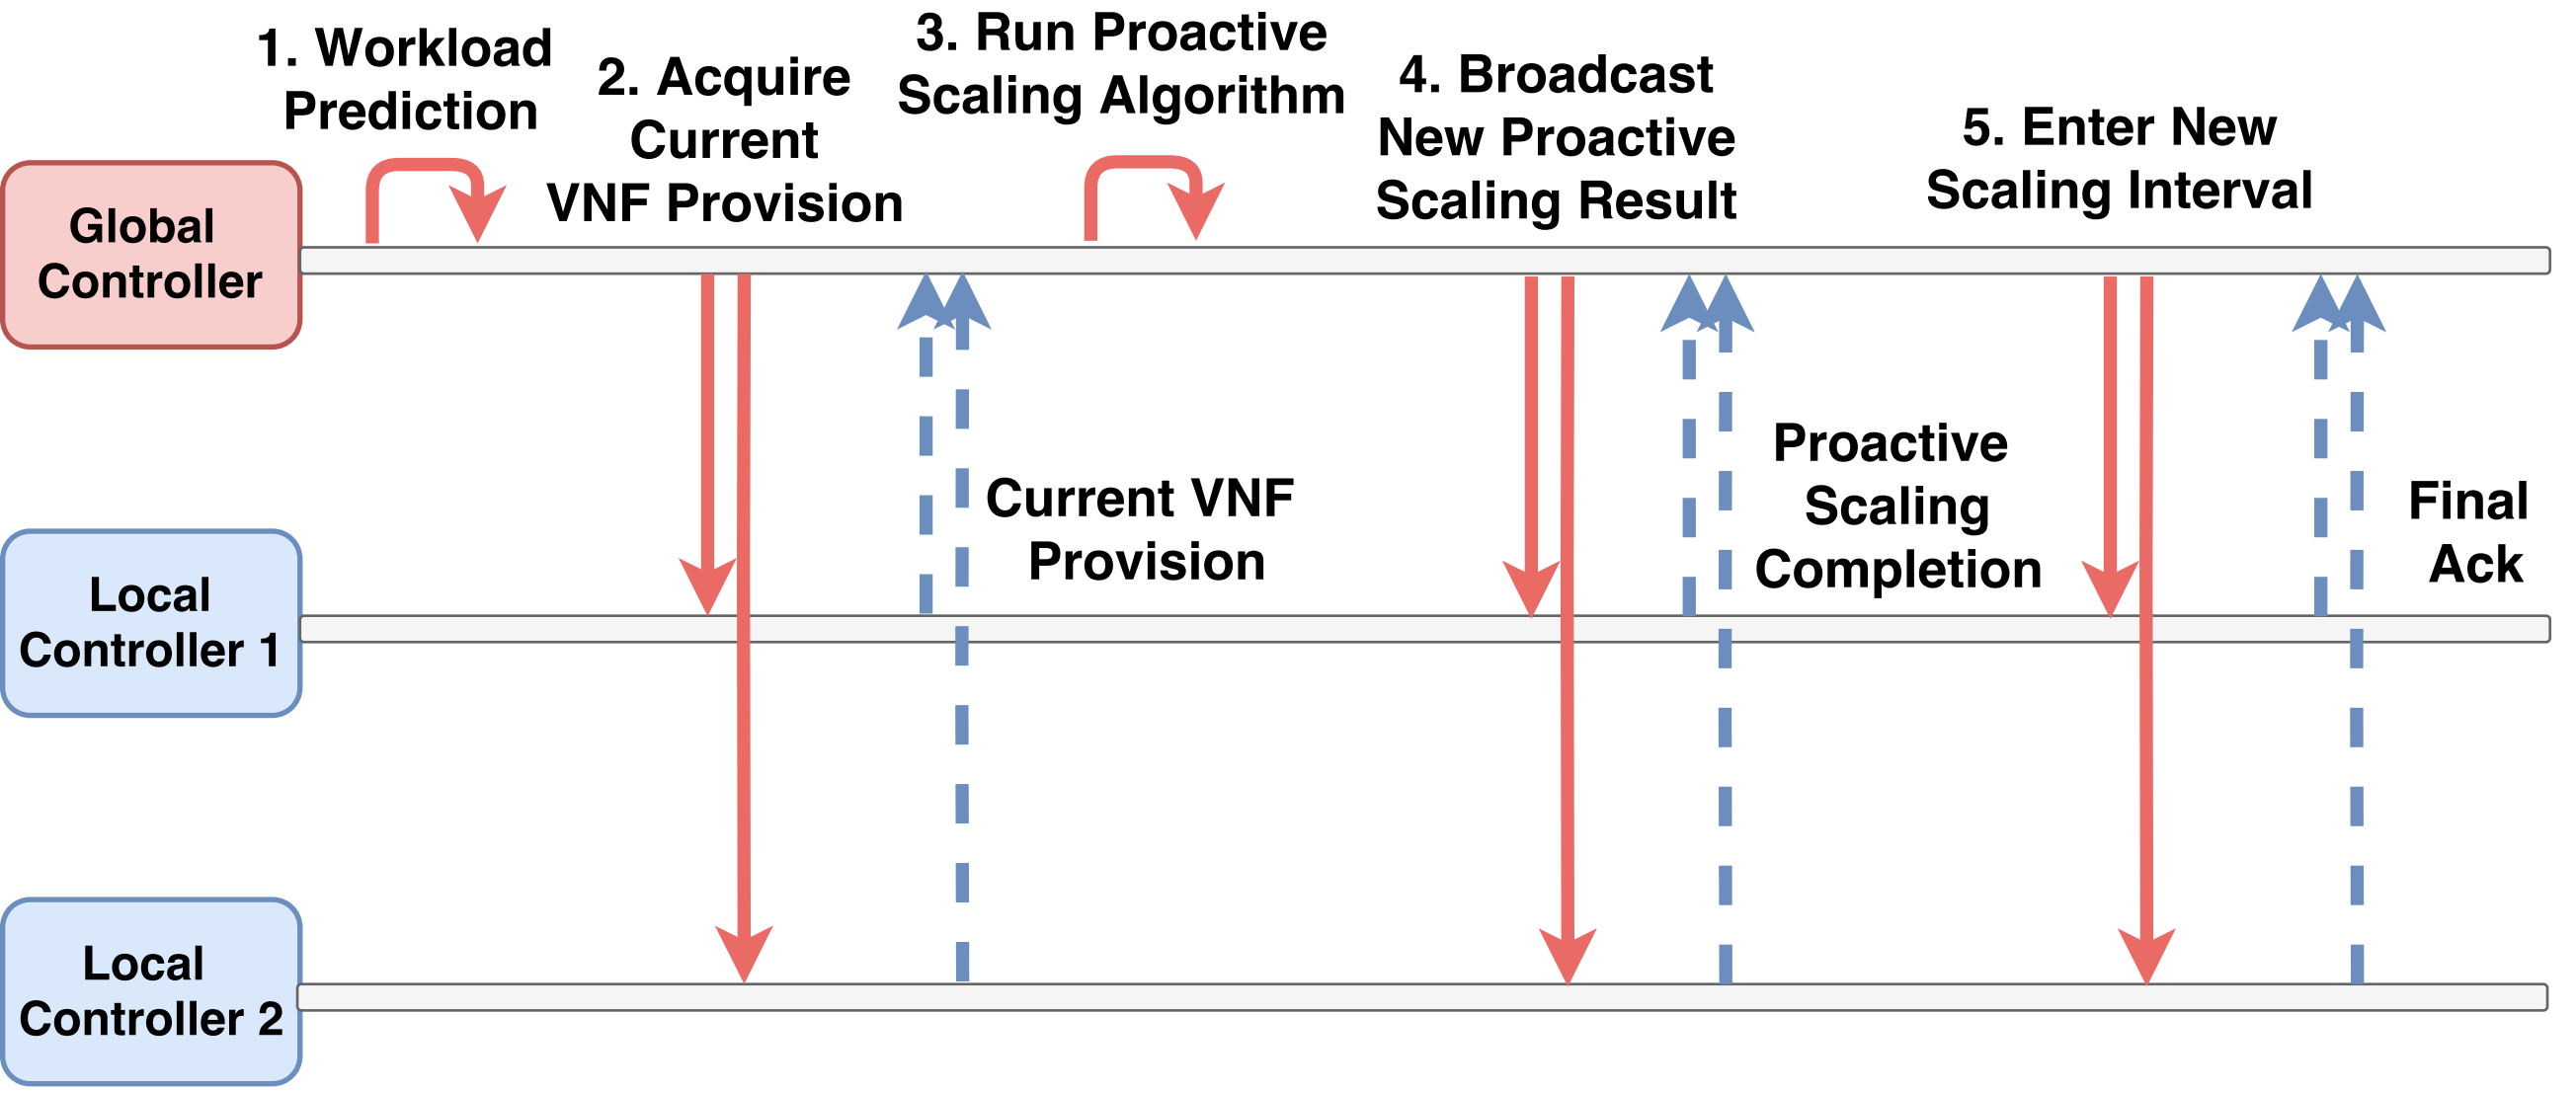 1. Workload
Prediction
2. Acquire
Current
VNF Provision
3. Run Proactive
Scaling Algorithm
4. Broadcast
New Proactive
Scaling Result
5. Enter New
Scaling Interval
Global
Controller
Current VNF
Provision
Proactive
Scaling
Completion
Final
Ack
Local
Controller 1
Local
Controller 2